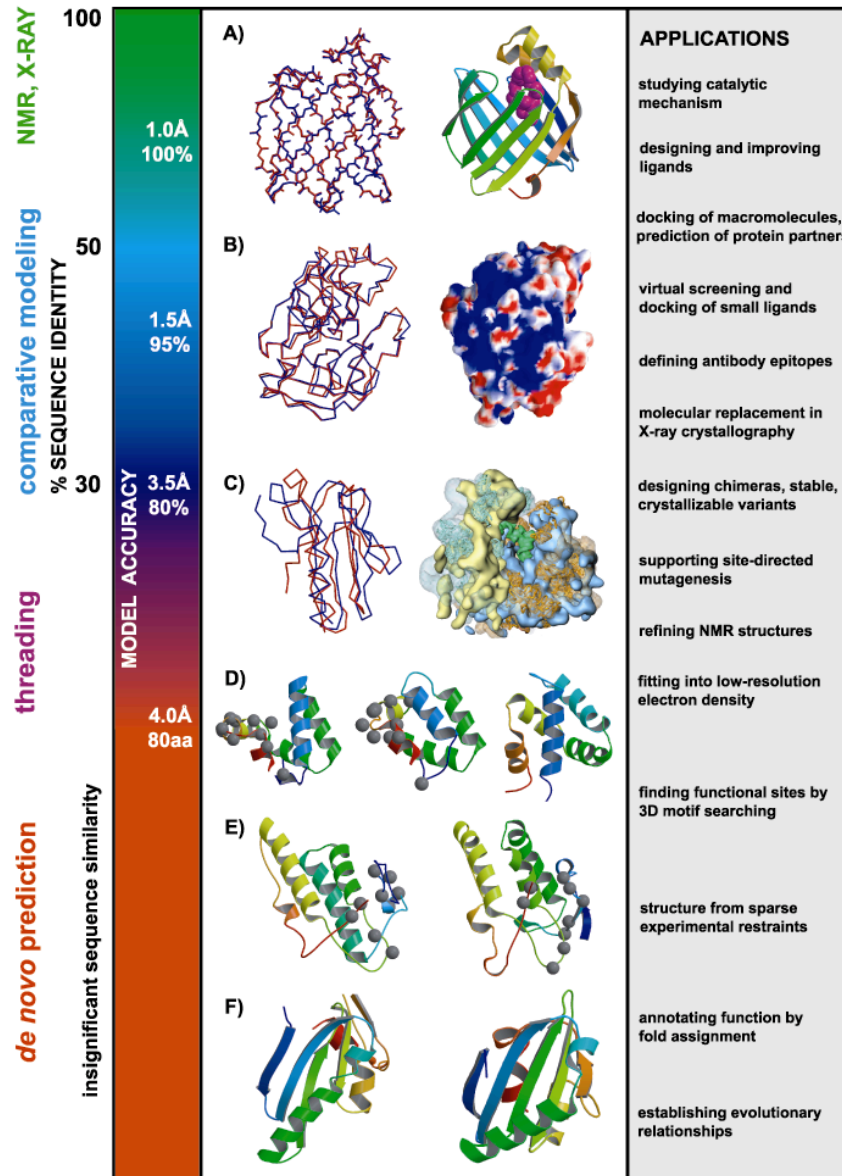 NMR, X-RAY
comparative modeling
threading
de novo prediction
100
50
30
% SEQUENCE IDENTITY
insignificant sequence similarity
MODEL ACCURACY
1.0Å
100%
1.5Å
95%
3.5Å
80%
4.0Å
80aa
A)
B)
C)
D)
E)
F)
APPLICATIONS
studying catalytic
mechanism
designing and improving
ligands
docking of macromolecules,
prediction of protein partners
virtual screening and
docking of small ligands
defining antibody epitopes
molecular replacement in
X-ray crystallography
designing chimeras, stable,
crystallizable variants
supporting site-directed
mutagenesis
refining NMR structures
fitting into low-resolution
electron density
finding functional sites by
3D motif searching
structure from sparse
experimental restraints
annotating function by
fold assignment
establishing evolutionary
relationships